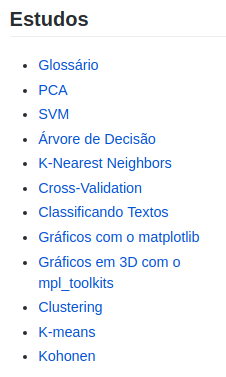 Estudos
Glossário
PCA
SVM
Árvore de Decisão
K-Nearest Neighbors
Cross-Validation
Classificando Textos
Gráficos com o matplotlib
Gráficos em 3D com o
mpl_toolkits
Clustering
K-means
Kohonen